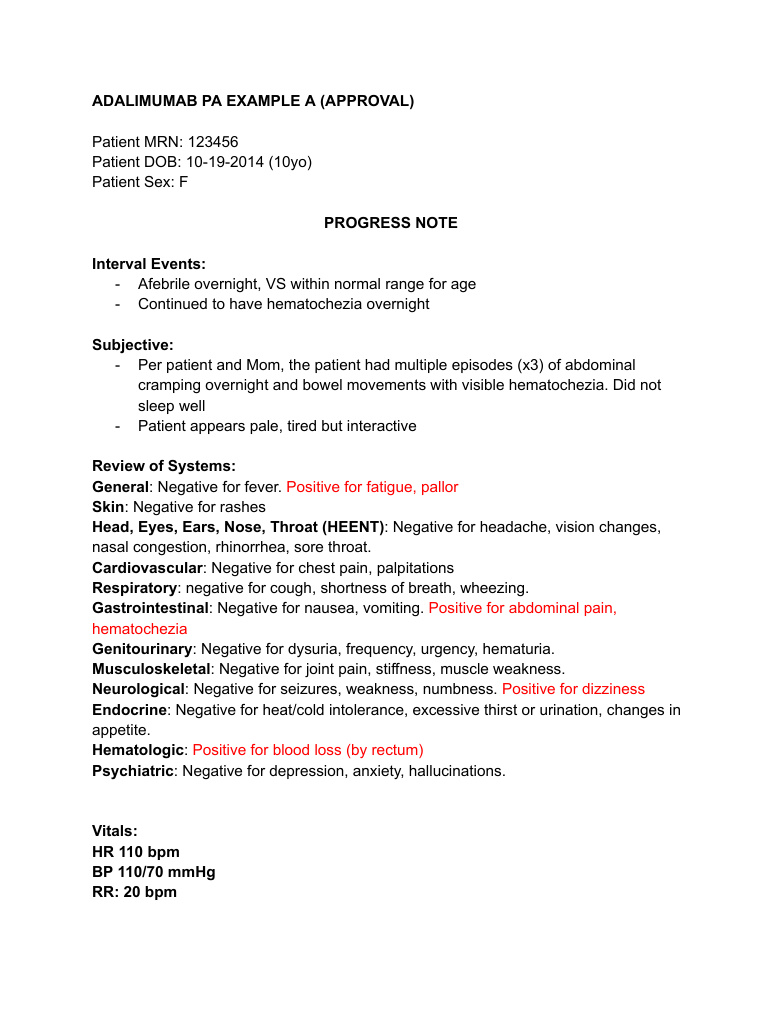 ADALIMUMAB PA EXAMPLE A (APPROVAL)
Patient MRN: 123456
Patient DOB: 10-19-2014 (10yo)
Patient Sex: F
PROGRESS NOTE
Interval Events:
- Afebrile overnight, VS within normal range for age
- Continued to have hematochezia overnight
Subjective:
- Per patient and Mom, the patient had multiple episodes (x3) of abdominal
cramping overnight and bowel movements with visible hematochezia. Did not
sleep well
- Patient appears pale, tired but interactive
Review of Systems:
General: Negative for fever. Positive for fatigue, pallor
Skin: Negative for rashes
Head, Eyes, Ears, Nose, Throat (HEENT): Negative for headache, vision changes,
nasal congestion, rhinorrhea, sore throat.
Cardiovascular: Negative for chest pain, palpitations
Respiratory: negative for cough, shortness of breath, wheezing.
Gastrointestinal: Negative for nausea, vomiting. Positive for abdominal pain,
hematochezia
Genitourinary: Negative for dysuria, frequency, urgency, hematuria.
Musculoskeletal: Negative for joint pain, stiffness, muscle weakness.
Neurological: Negative for seizures, weakness, numbness. Positive for dizziness
Endocrine: Negative for heat/cold intolerance, excessive thirst or urination, changes in
appetite.
Hematologic: Positive for blood loss (by rectum)
Psychiatric: Negative for depression, anxiety, hallucinations.
Vitals:
HR 110 bpm
BP 110/70 mmHg
RR: 20 bpm